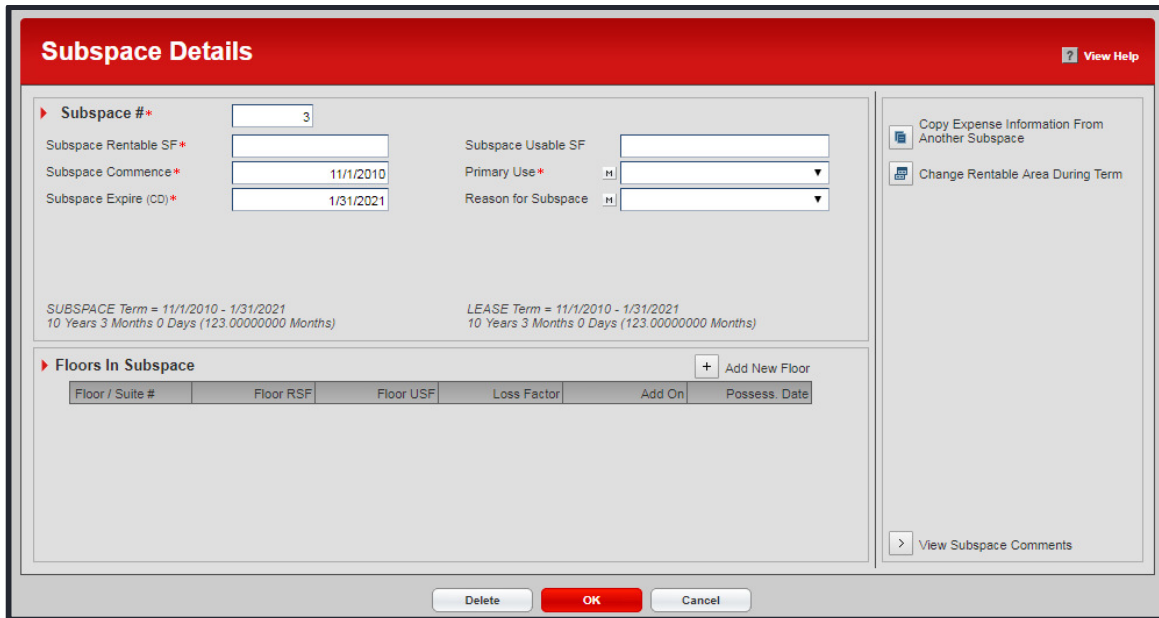 Subspace Details
? View Help
Subspace #* 3
Subspace Rentable SF* Subspace Usable SF
Subspace Commence* 11/1/2010 Primary Use* M
Subspace Expire (CD)* 1/31/2021 Reason for Subspace M
SUBSPACE Term = 11/1/2010 - 1/31/2021
10 Years 3 Months 0 Days (123.00000000 Months)
LEASE Term = 11/1/2010 - 1/31/2021
10 Years 3 Months 0 Days (123.00000000 Months)
Floors In Subspace
+ Add New Floor
Floor / Suite # Floor RSF Floor USF Loss Factor Add On Possess. Date
Copy Expense Information From
Another Subspace
Change Rentable Area During Term
> View Subspace Comments
Delete OK Cancel